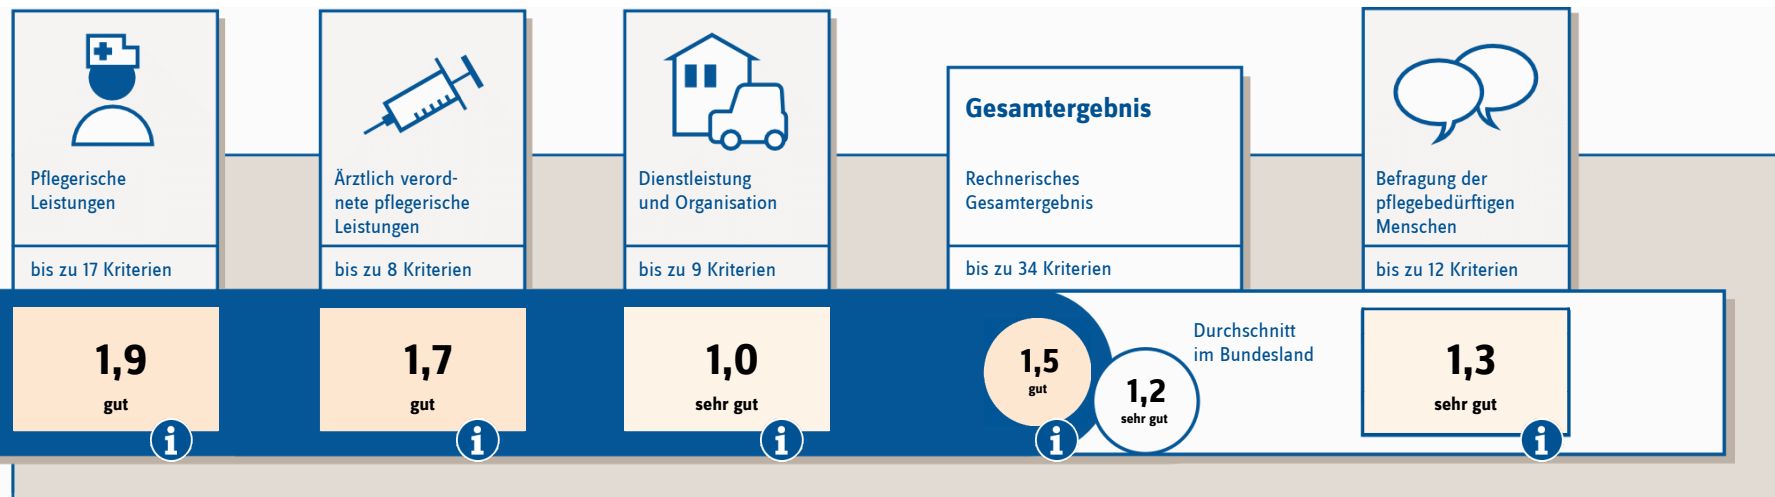 Pflegerische
Leistungen
bis zu 17 Kriterien
1,9
gut
i
Ärztlich verord-
nete pflegerische
Leistungen
bis zu 8 Kriterien
1,7
gut
i
Dienstleistung
und Organisation
bis zu 9 Kriterien
1,0
sehr gut
i
Gesamtergebnis
Rechnerisches
Gesamtergebnis
bis zu 34 Kriterien
1,5
gut
i
1,2
sehr gut
Durchschnitt
im Bundesland
Befragung der
pflegebedürftigen
Menschen
bis zu 12 Kriterien
1,3
sehr gut
i